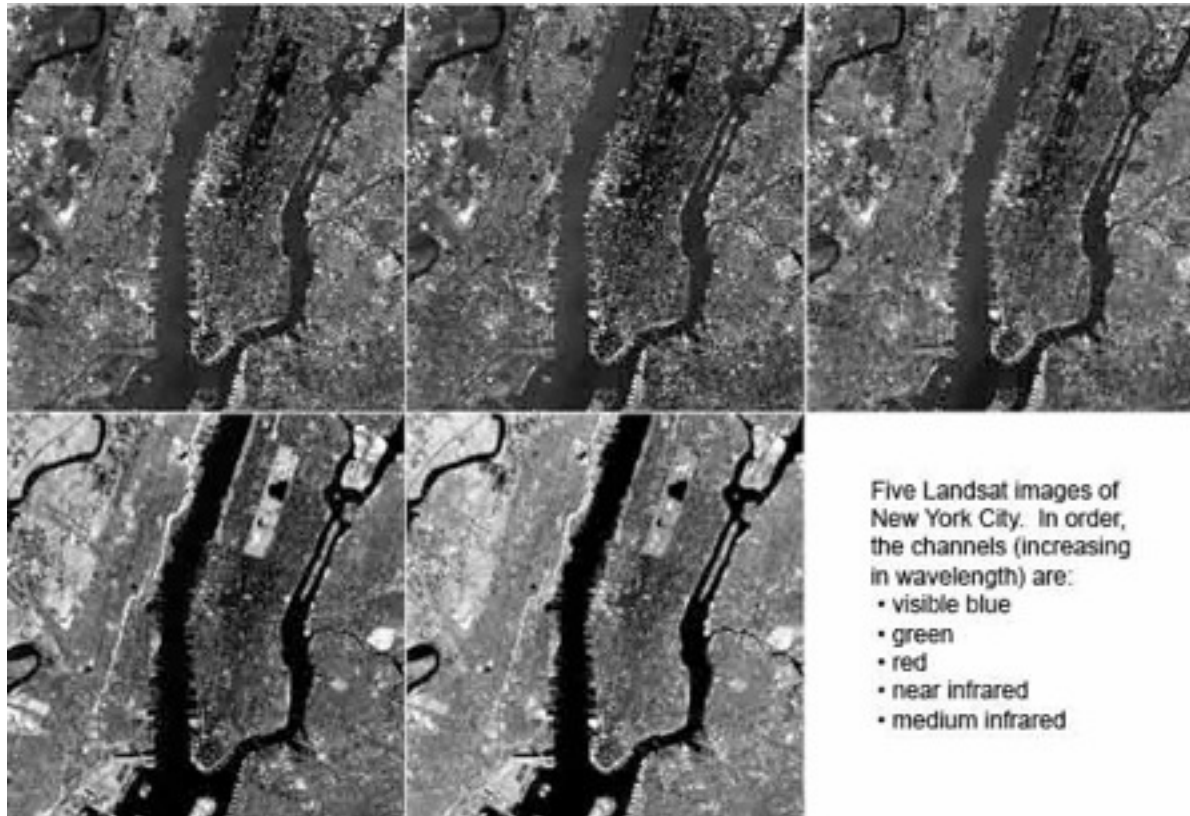 Five Landsat images of
New York City. In order,
the channels (increasing
in wavelength) are:
• visible blue
• green
• red
• near infrared
• medium infrared